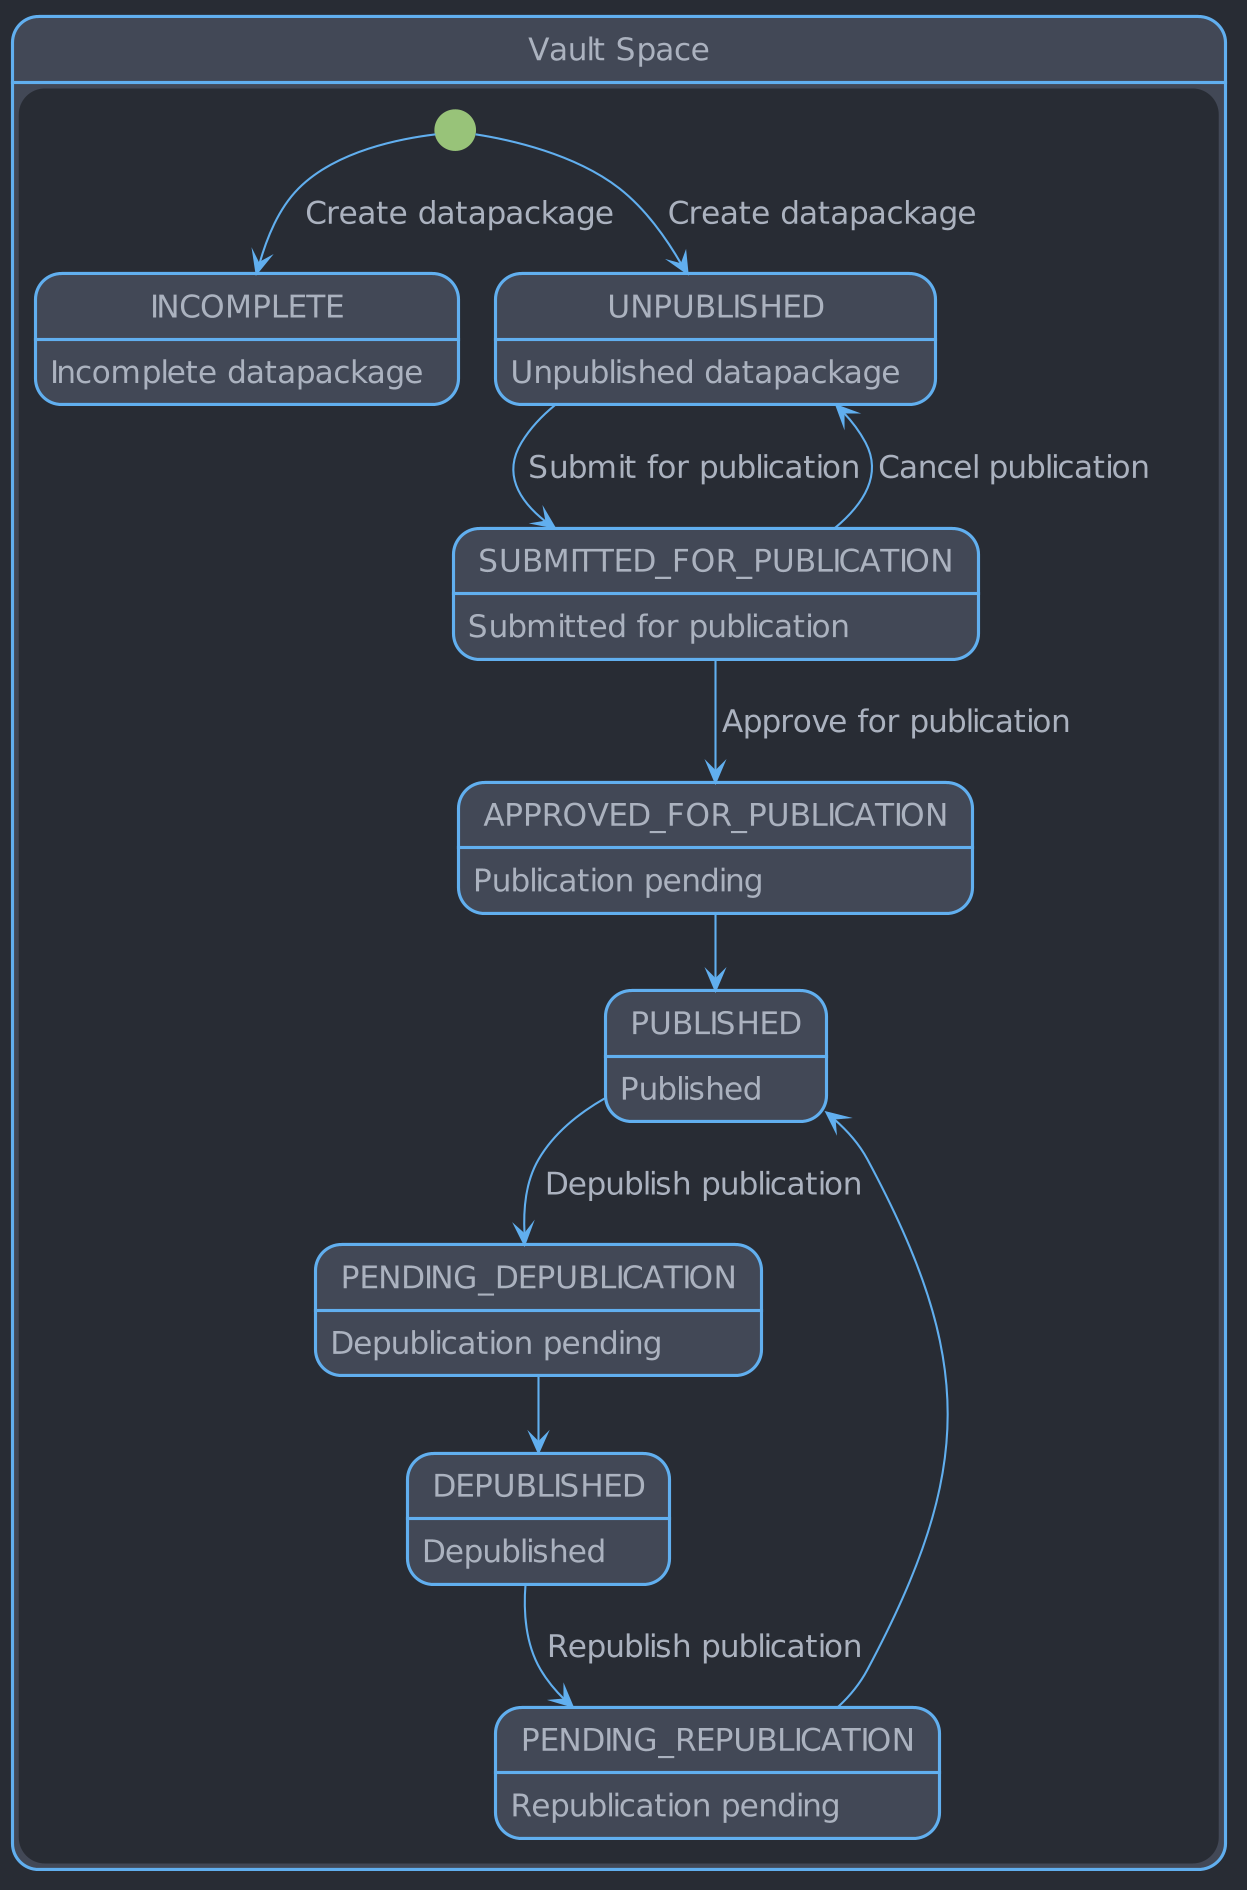 Vault Space
Create datapackage
Create datapackage
INCOMPLETE
Incomplete datapackage
UNPUBLISHED
Unpublished datapackage
Submit for publication
Cancel publication
SUBMITTED_FOR_PUBLICATION
Submitted for publication
Approve for publication
APPROVED_FOR_PUBLICATION
Publication pending
PUBLISHED
Published
Depublish publication
PENDING_DEPUBLICATION
Depublication pending
DEPUBLISHED
Depublished
Republish publication
PENDING_REPUBLICATION
Republication pending